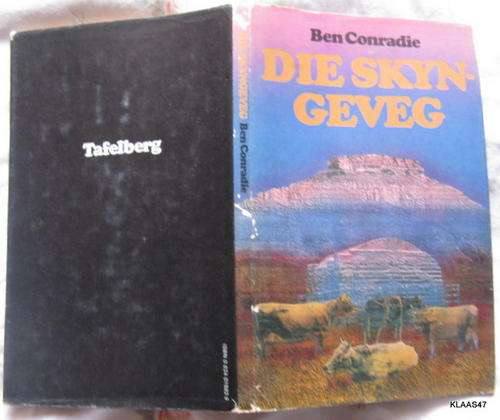 Ben Conradie
DIE SKYN-
GEVEG
Ben Conradie
Tafelberg
KLAAS47